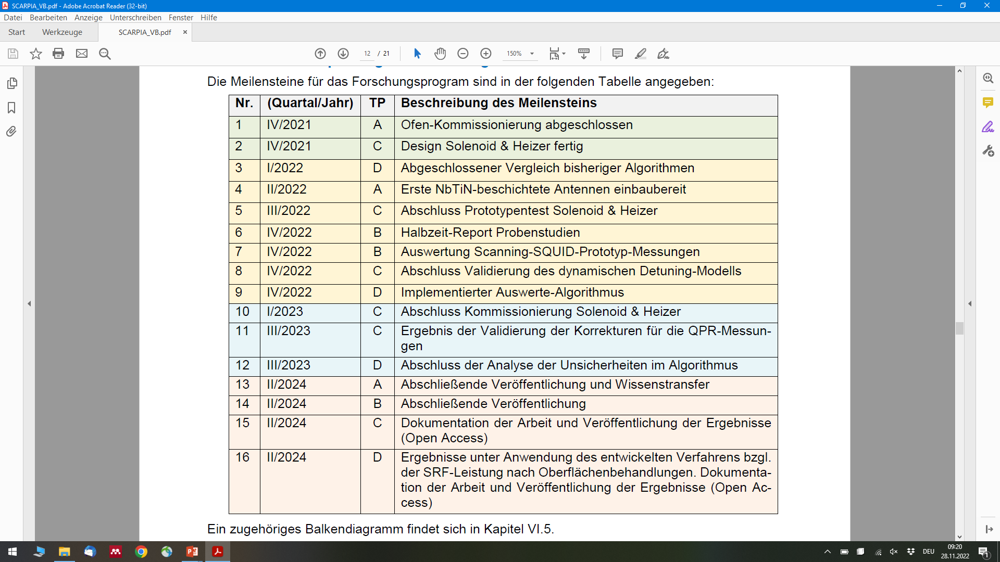 SCARPIA_VB.pdf - Adobe Acrobat Reader (32-bit)
Datei Bearbeiten Anzeige Unterschreiben Fenster Hilfe
Start Werkzeuge SCARPIA_VB.pdf
12 / 21 150%
Die Meilensteine für das Forschungsprogram sind in der folgenden Tabelle angegeben:
Nr. (Quartal/Jahr) TP Beschreibung des Meilensteins
1 IV/2021 A Ofen-Kommissionierung abgeschlossen
2 IV/2021 C Design Solenoid & Heizer fertig
3 I/2022 D Abgeschlossener Vergleich bisheriger Algorithmen
4 II/2022 A Erste NbTiN-beschichtete Antennen einbaubereit
5 III/2022 C Abschluss Prototypentest Solenoid & Heizer
6 IV/2022 B Halbzeit-Report Probenstudien
7 IV/2022 B Auswertung Scanning-SQUID-Prototyp-Messungen
8 IV/2022 C Abschluss Validierung des dynamischen Detuning-Modells
9 IV/2022 D Implementierter Auswerte-Algorithmus
10 I/2023 C Abschluss Kommissionierung Solenoid & Heizer
11 III/2023 C Ergebnis der Validierung der Korrekturen für die QPR-Messun-
gen
12 III/2023 D Abschluss der Analyse der Unsicherheiten im Algorithmus
13 II/2024 A Abschließende Veröffentlichung und Wissenstransfer
14 II/2024 B Abschließende Veröffentlichung
15 II/2024 C Dokumentation der Arbeit und Veröffentlichung der Ergebnisse
(Open Access)
16 II/2024 D Ergebnisse unter Anwendung des entwickelten Verfahrens bzgl.
der SRF-Leistung nach Oberflächenbehandlungen. Dokumenta-
tion der Arbeit und Veröffentlichung der Ergebnisse (Open Ac-
cess)
Ein zugehöriges Balkendiagramm findet sich in Kapitel VI.5.
DEU 09:20
28.11.2022
1